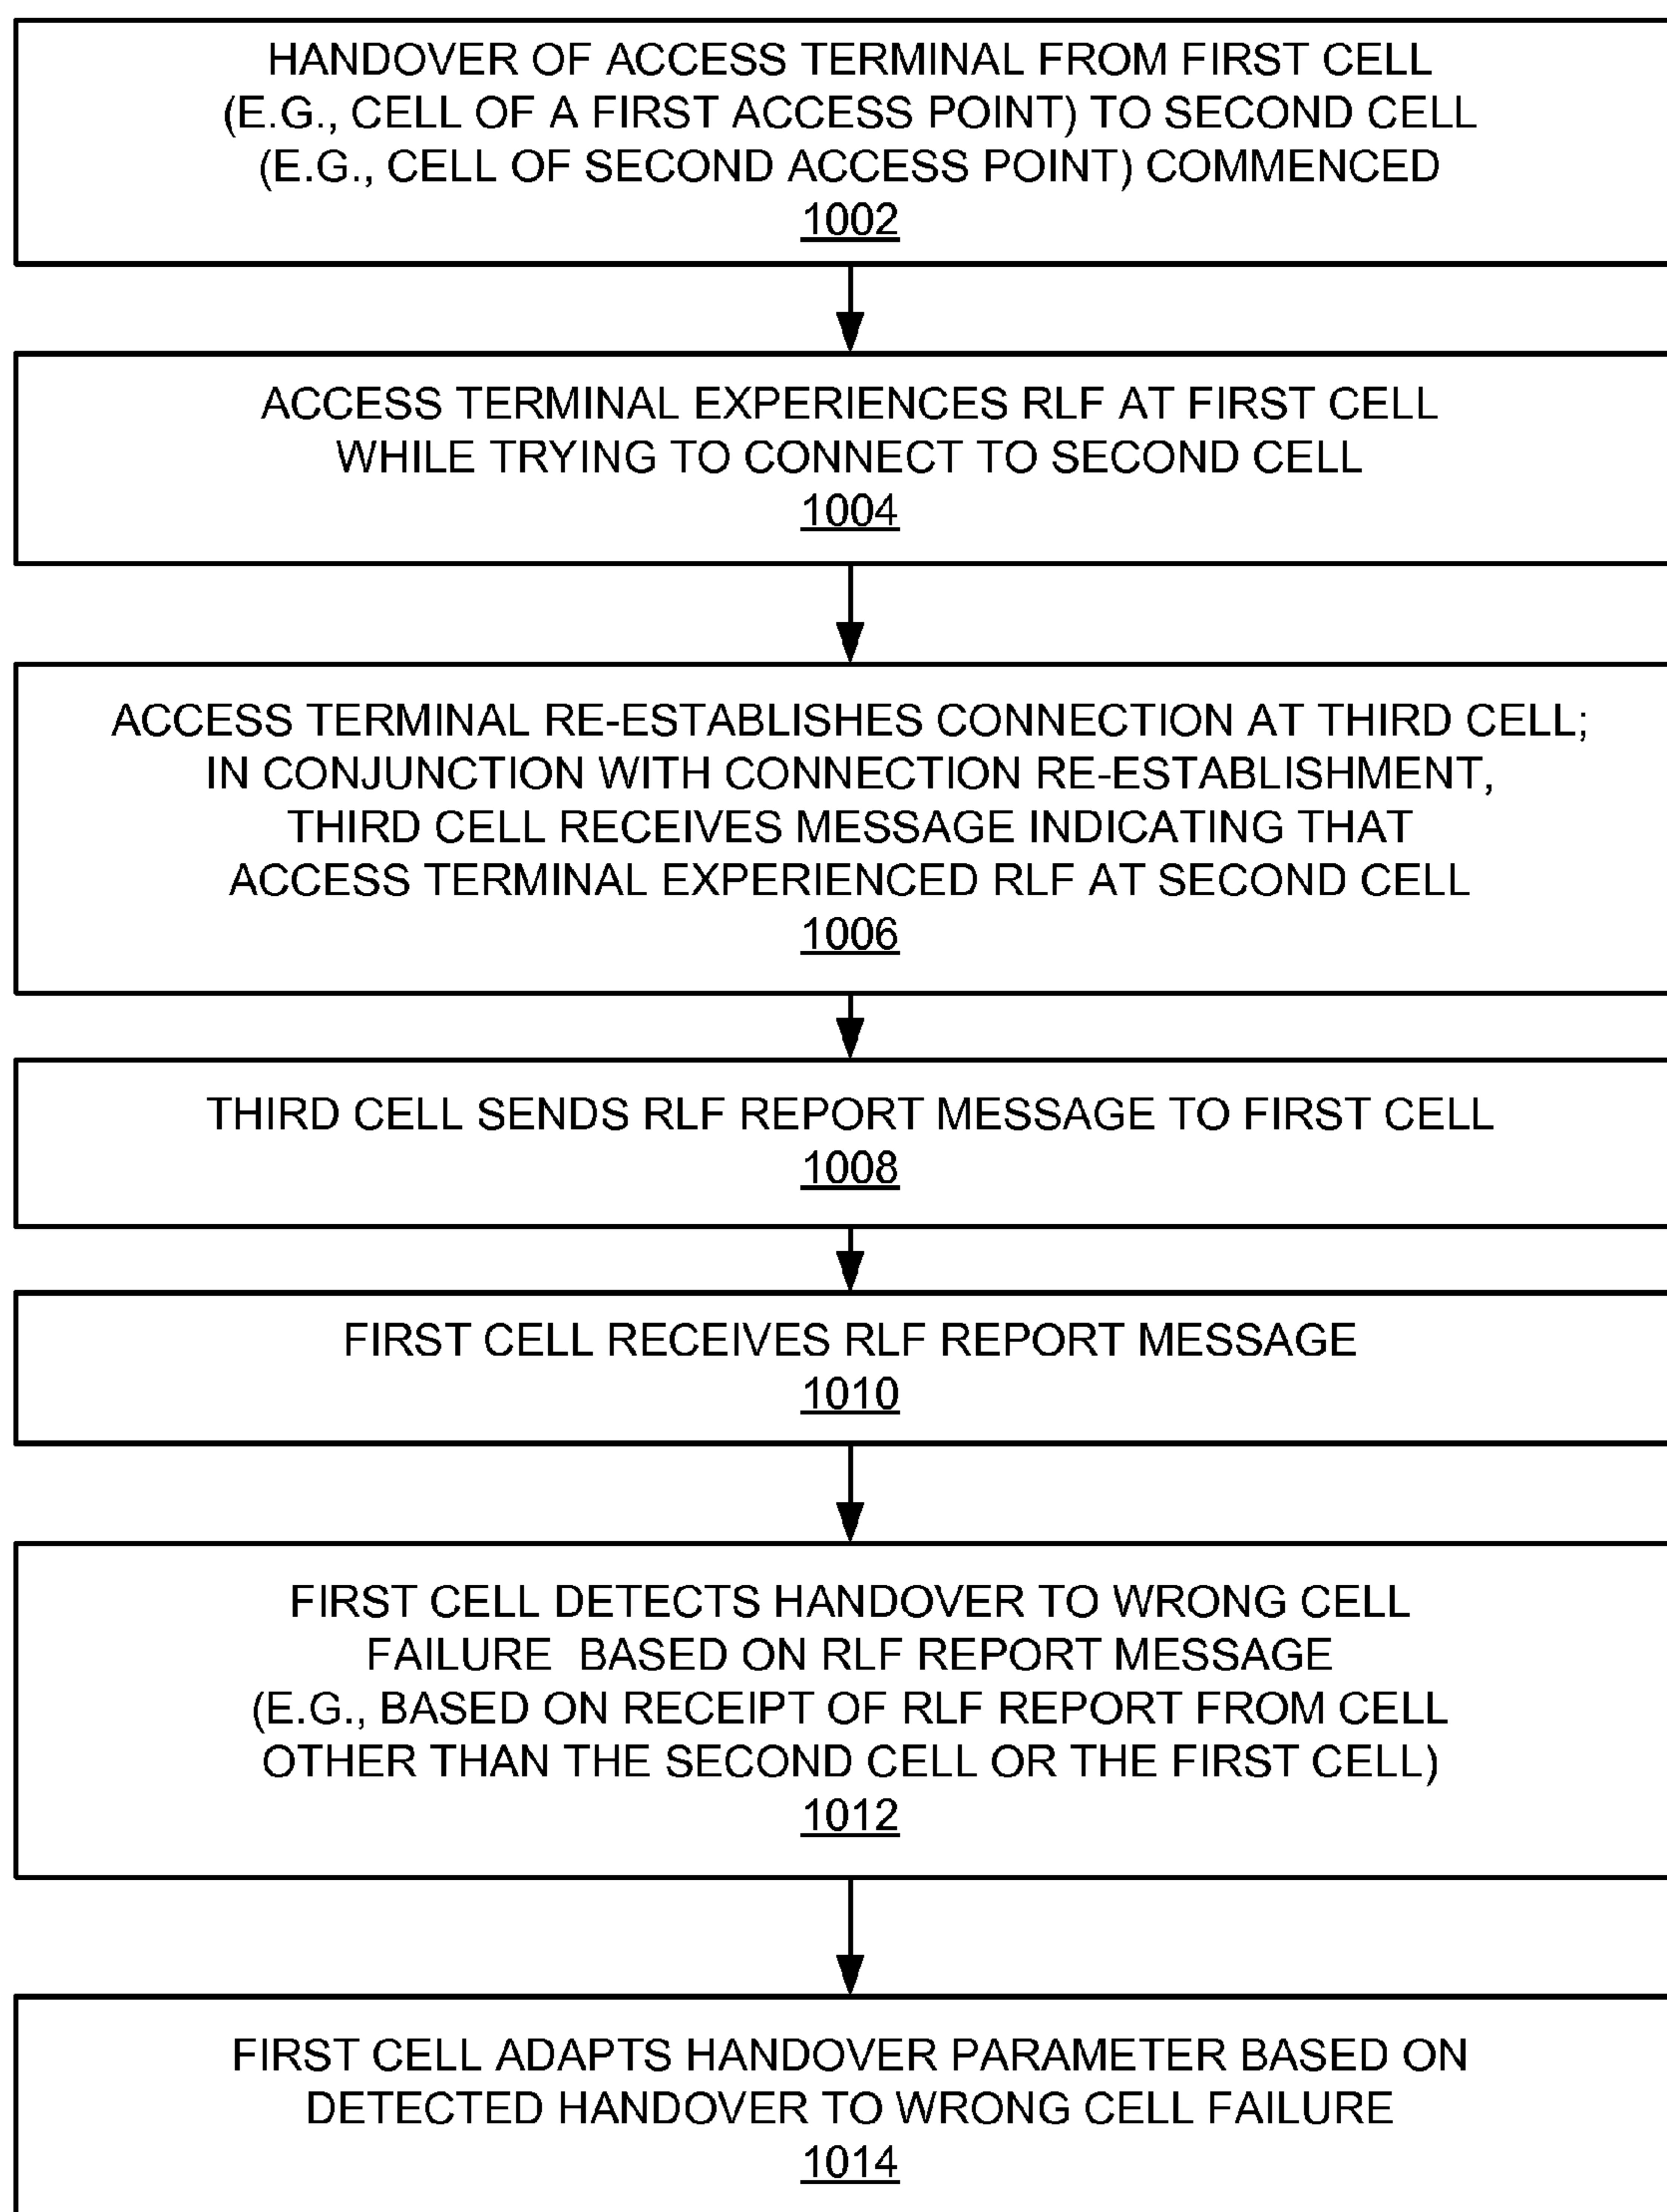 HANDOVER OF ACCESS TERMINAL FROM FIRST CELL
(E.G., CELL OF A FIRST ACCESS POINT) TO SECOND CELL
(E.G., CELL OF SECOND ACCESS POINT) COMMENCED
1002
ACCESS TERMINAL EXPERIENCES RLF AT FIRST CELL
WHILE TRYING TO CONNECT TO SECOND CELL
1004
ACCESS TERMINAL RE-ESTABLISHES CONNECTION AT THIRD CELL;
IN CONJUNCTION WITH CONNECTION RE-ESTABLISHMENT,
THIRD CELL RECEIVES MESSAGE INDICATING THAT
ACCESS TERMINAL EXPERIENCED RLF AT SECOND CELL
1006
THIRD CELL SENDS RLF REPORT MESSAGE TO FIRST CELL
1008
FIRST CELL RECEIVES RLF REPORT MESSAGE
1010
FIRST CELL DETECTS HANDOVER TO WRONG CELL
FAILURE BASED ON RLF REPORT MESSAGE
(E.G., BASED ON RECEIPT OF RLF REPORT FROM CELL
OTHER THAN THE SECOND CELL OR THE FIRST CELL)
1012
FIRST CELL ADAPTS HANDOVER PARAMETER BASED ON
DETECTED HANDOVER TO WRONG CELL FAILURE
1014